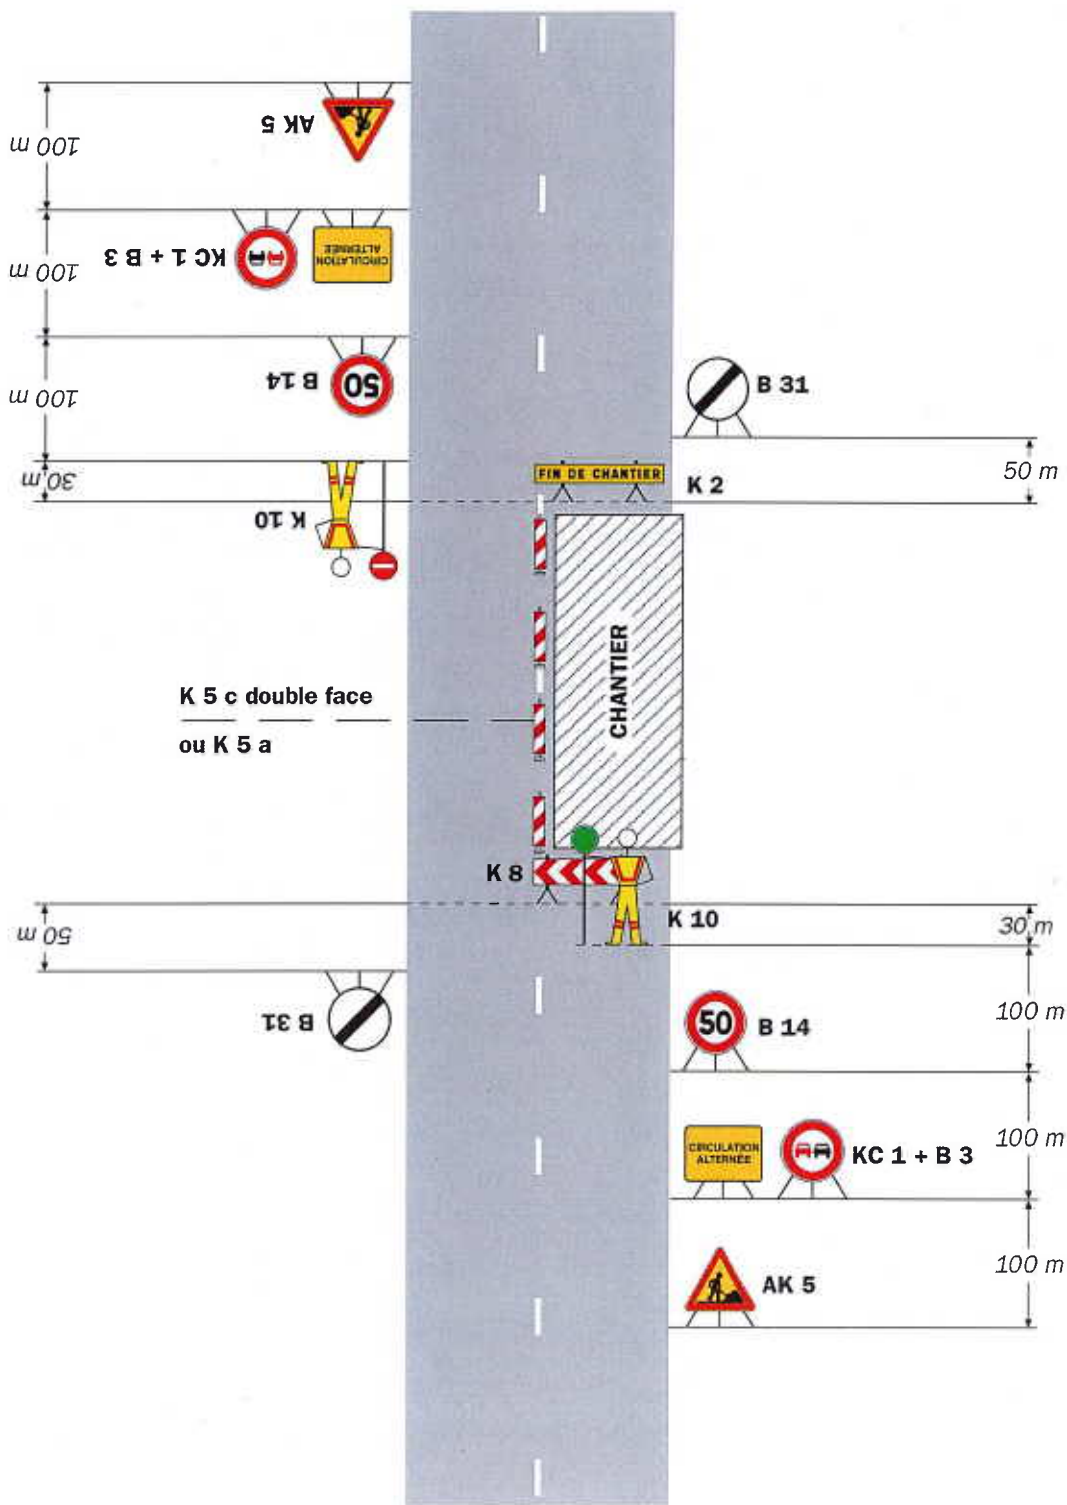 AK 5
100 m
KC 1 + B 3
CIRCULATION
ALTERNÉE
100 m
B 14
50
100 m
B 31
50 m
30 m
FIN DE CHANTIER
K 2
K 10
CHANTIER
K 5 c double face
ou K 5 a
K 8
K 10
50 m
30 m
B 31
50
B 14
100 m
CIRCULATION
ALTERNÉE
KC 1 + B 3
100 m
AK 5
100 m